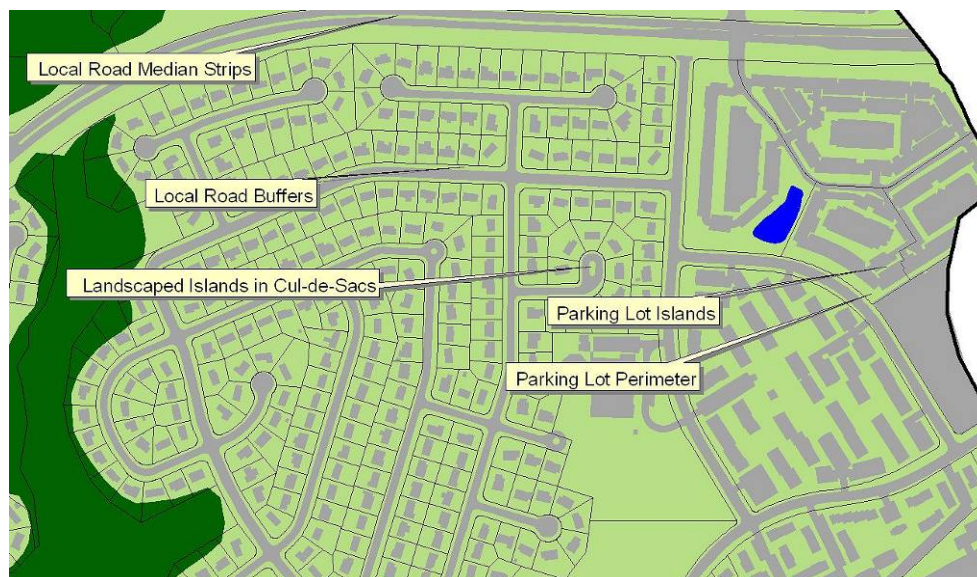 Local Road Median Strips
Local Road Buffers
Landscaped Islands in Cul-de-Sacs
Parking Lot Islands
Parking Lot Perimeter